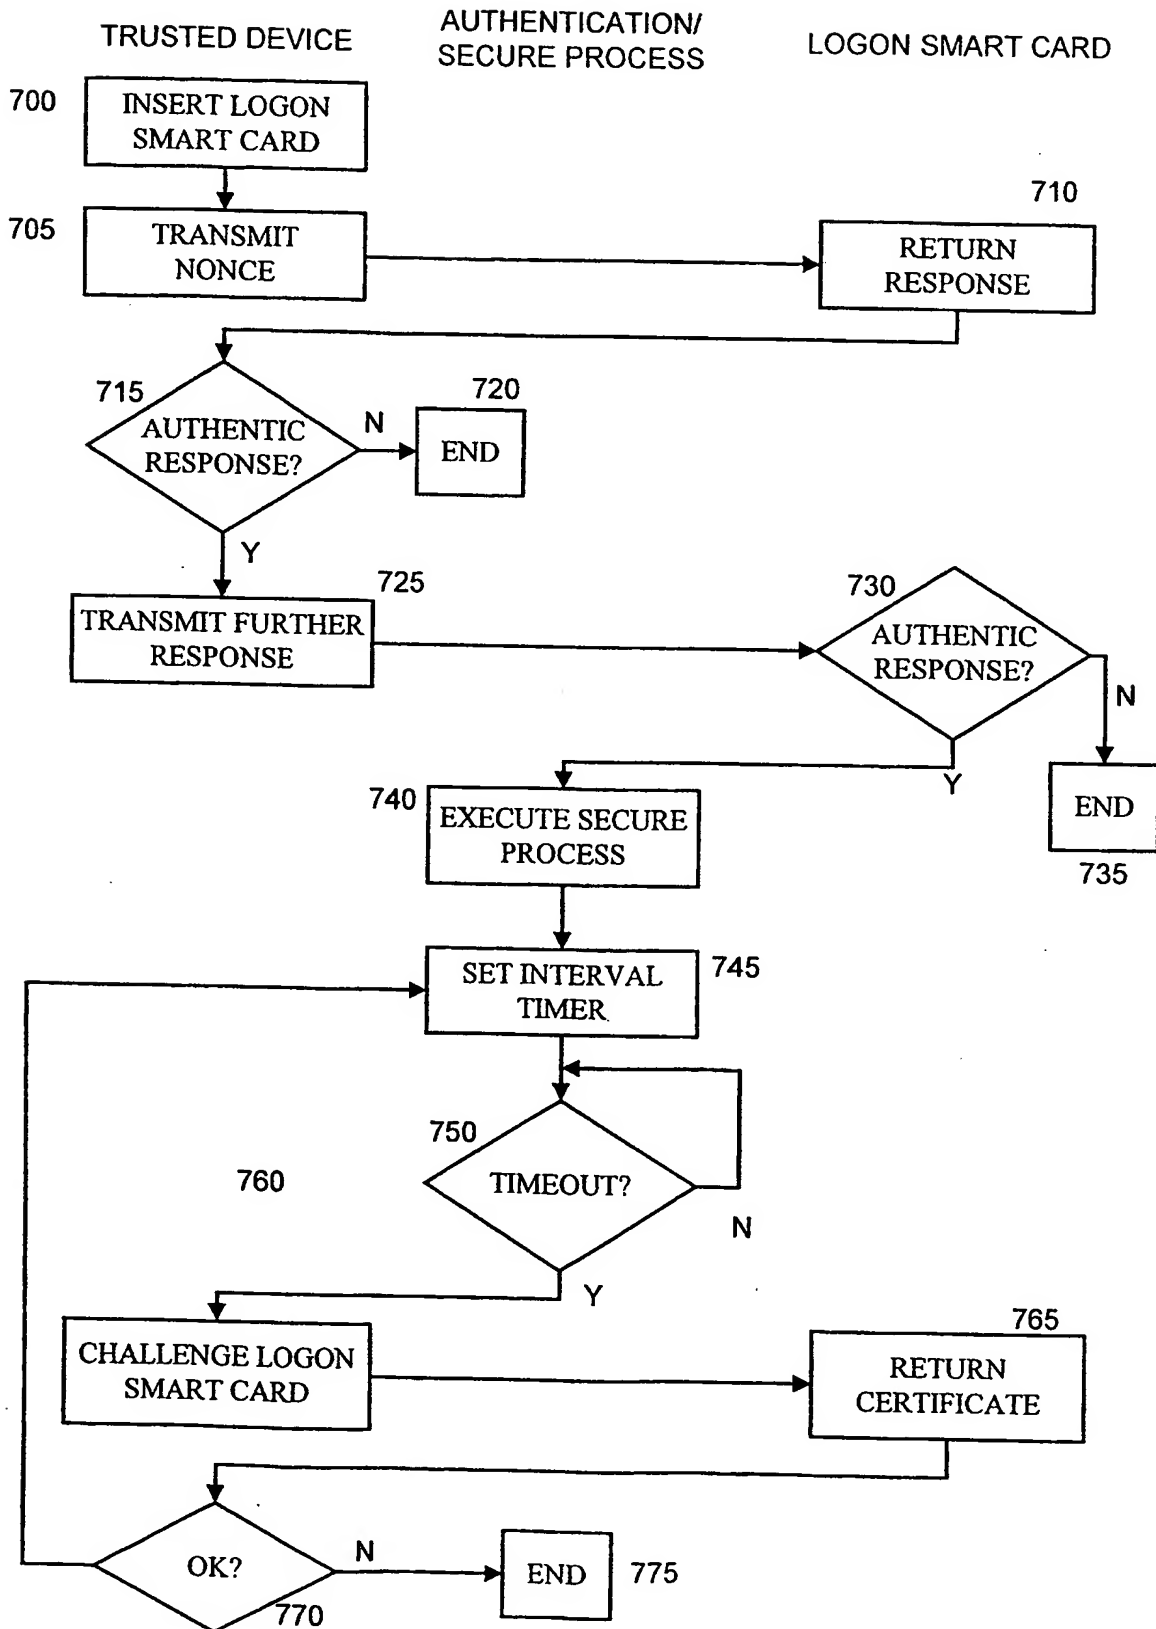 TRUSTED DEVICE
AUTHENTICATION/
SECURE PROCESS
LOGON SMART CARD
700
INSERT LOGON
SMART CARD
705
TRANSMIT
NONCE
710
RETURN
RESPONSE
715
AUTHENTIC
RESPONSE?
N
720
END
Y
725
TRANSMIT FURTHER
RESPONSE
730
AUTHENTIC
RESPONSE?
N
Y
END
735
740
EXECUTE SECURE
PROCESS
SET INTERVAL
TIMER
745
750
TIMEOUT?
N
760
Y
CHALLENGE LOGON
SMART CARD
765
RETURN
CERTIFICATE
OK?
N
770
END
775